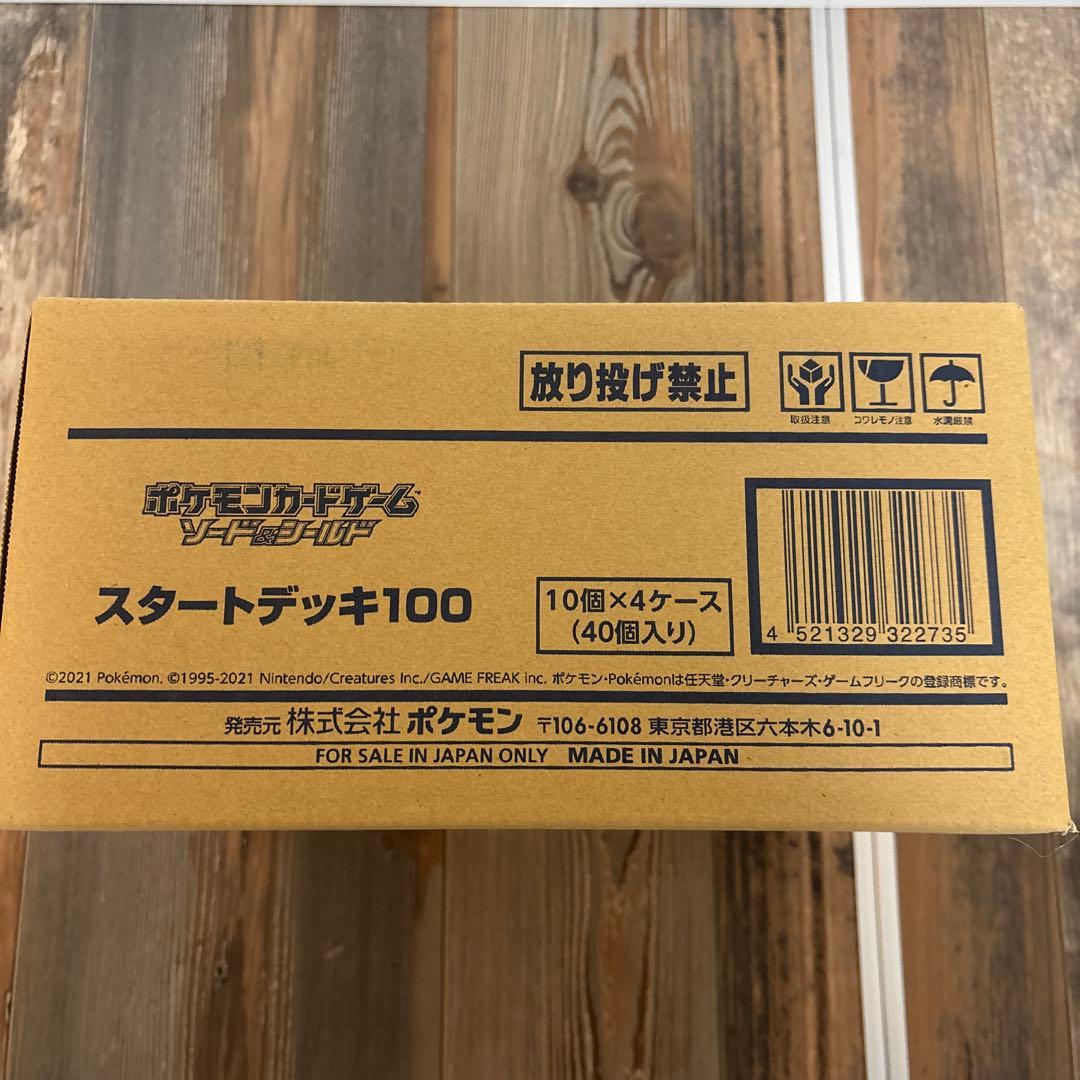 放り投げ禁止
取扱注意 コワレモノ注意 水濡厳禁
ポケモンカードゲーム™
ソード&シールド
スタートデッキ100
10個×4ケース
(40個入り)
4 521329 322735
©2021 Pokémon. ©1995-2021 Nintendo/Creatures Inc./GAME FREAK inc. ポケモン・Pokémonは任天堂・クリーチャーズ・ゲームフリークの登録商標です。
発売元 株式会社 ポケモン 〒106-6108 東京都港区六本木6-10-1
FOR SALE IN JAPAN ONLY MADE IN JAPAN